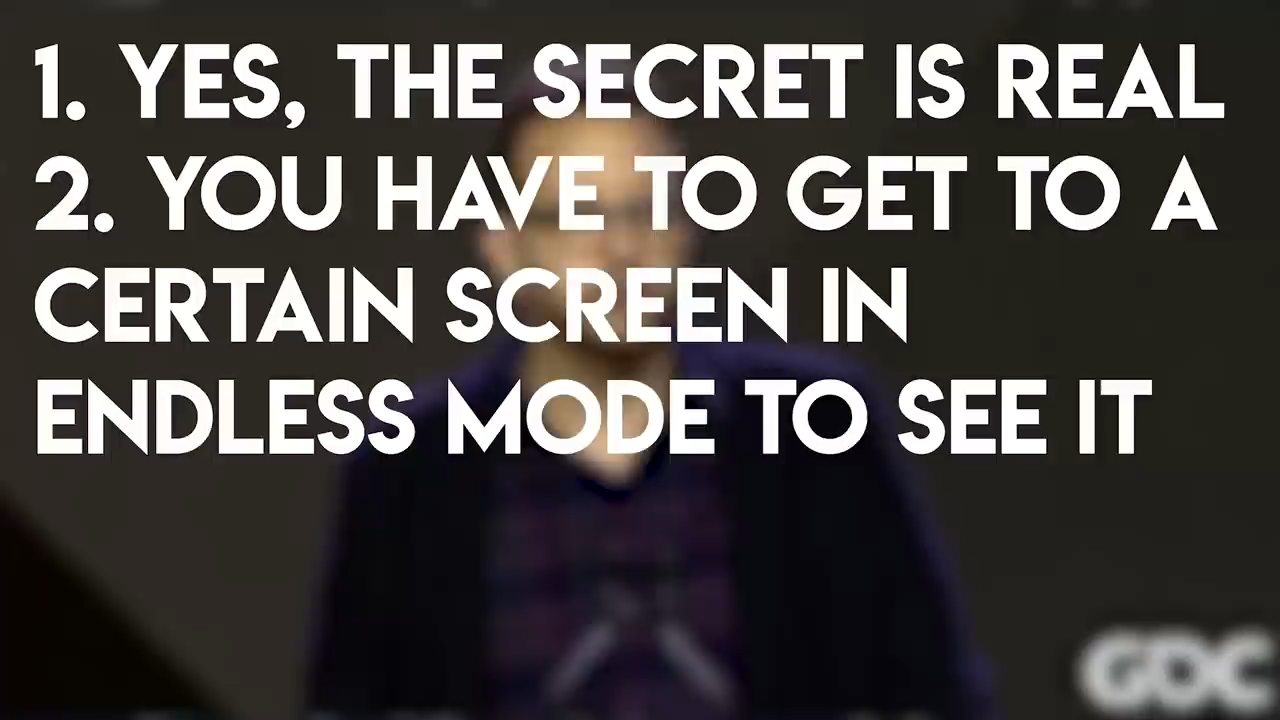 1. YES, THE SECRET IS REAL
2. YOU HAVE TO GET TO A
CERTAIN SCREEN IN
ENDLESS MODE TO SEE IT
GDC